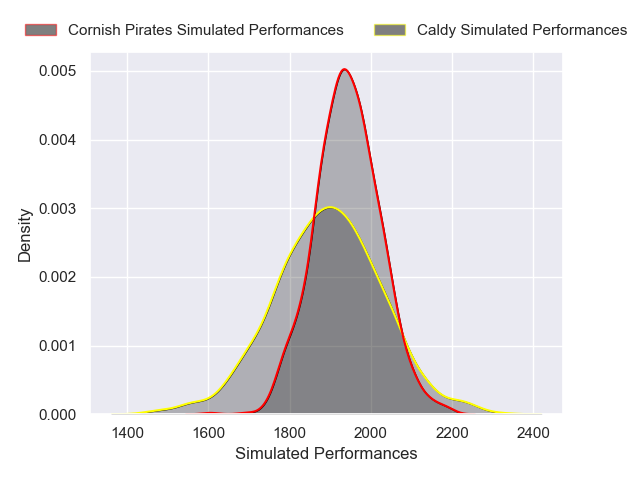 Cornish Pirates Simulated Performances
Caldy Simulated Performances
0.005
0.004
0.003
0.002
0.001
0.000
Density
1400 1600 1800 2000 2200 2400
Simulated Performances